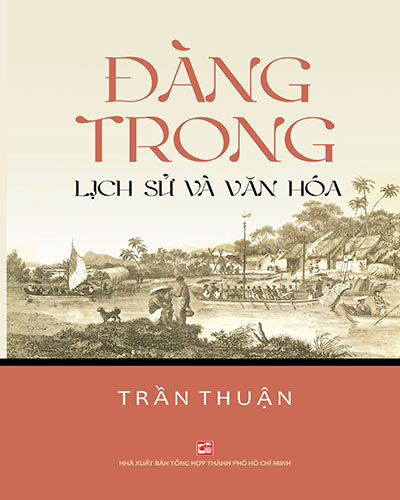 ĐÀNG
TRONG
LỊCH SỬ VÀ VĂN HÓA
TRẦN THUẬN
NHÀ XUẤT BẢN TỔNG HỢP THÀNH PHỐ HỒ CHÍ MINH